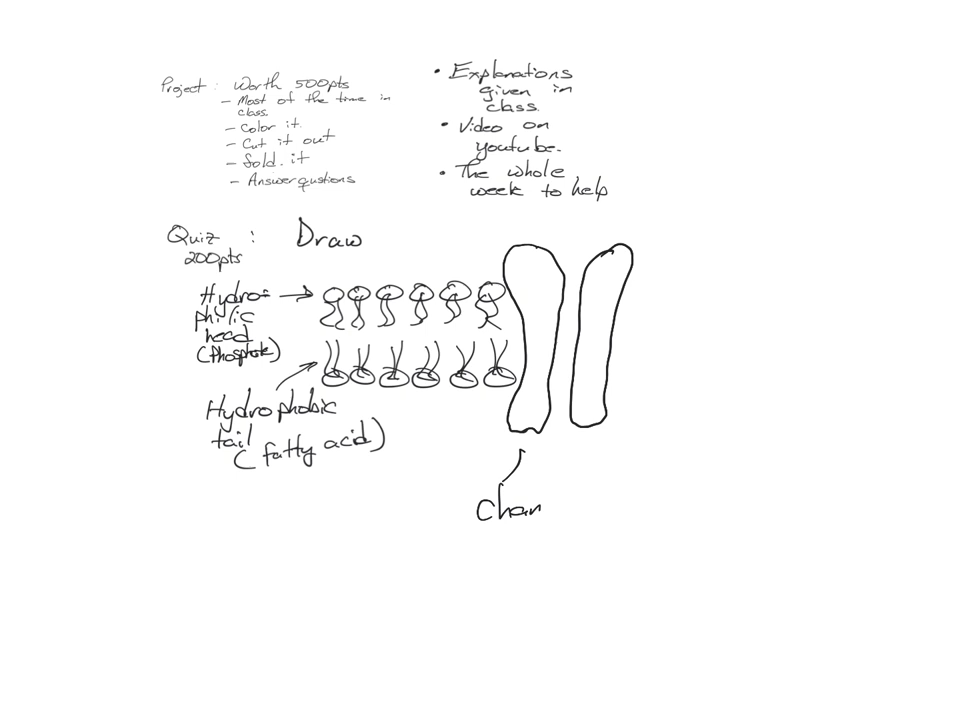 Project : Worth 500pts
- Most of the time in
class.
- Color it.
- Cut it out
- Sold. it
- Answer qustions
• Explanations
given in
class.
• Video on
youtube.
• The whole
week to help
Quiz : Draw
200pts
Hydro-
philic
head
(Phosphate)
Hydrophobic
tail
(fatty acid)
Chan